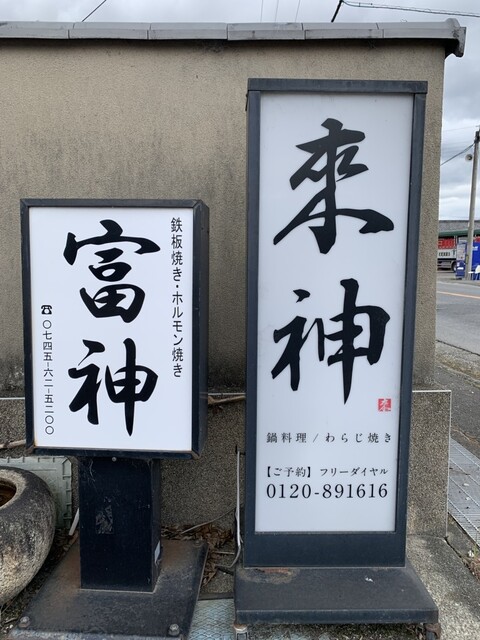 鉄板焼き・ホルモン焼き
富神
☎〇七四五-六二-五二〇〇
來神
鍋料理/わらじ焼き
【ご予約】フリーダイヤル
0120-891616